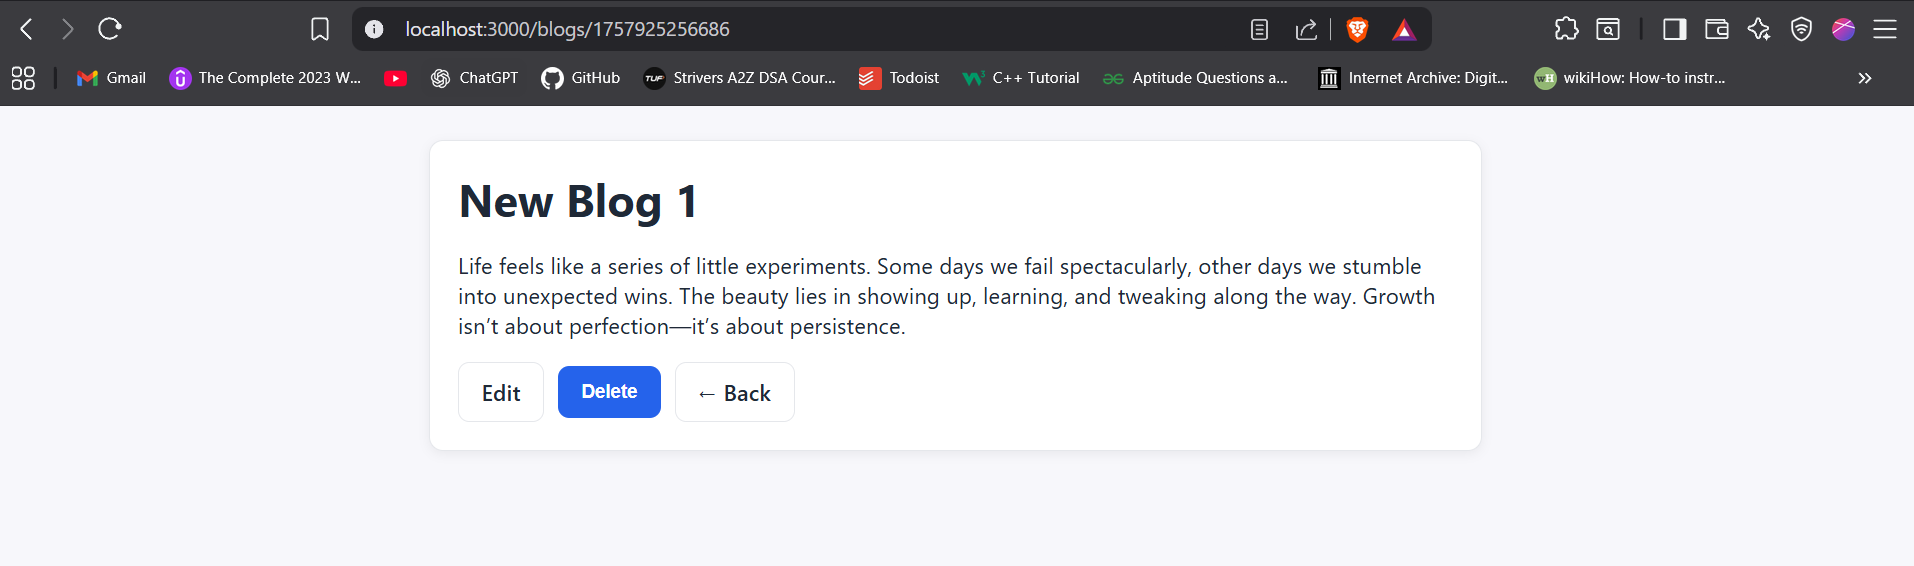 localhost:3000/blogs/1757925256686
Gmail The Complete 2023 W... ChatGPT GitHub TUF Strivers A2Z DSA Cour... Todoist W3 C++ Tutorial Aptitude Questions a... Internet Archive: Digit... wH wikiHow: How-to instr...
New Blog 1
Life feels like a series of little experiments. Some days we fail spectacularly, other days we stumble
into unexpected wins. The beauty lies in showing up, learning, and tweaking along the way. Growth
isn’t about perfection—it’s about persistence.
Edit Delete ← Back